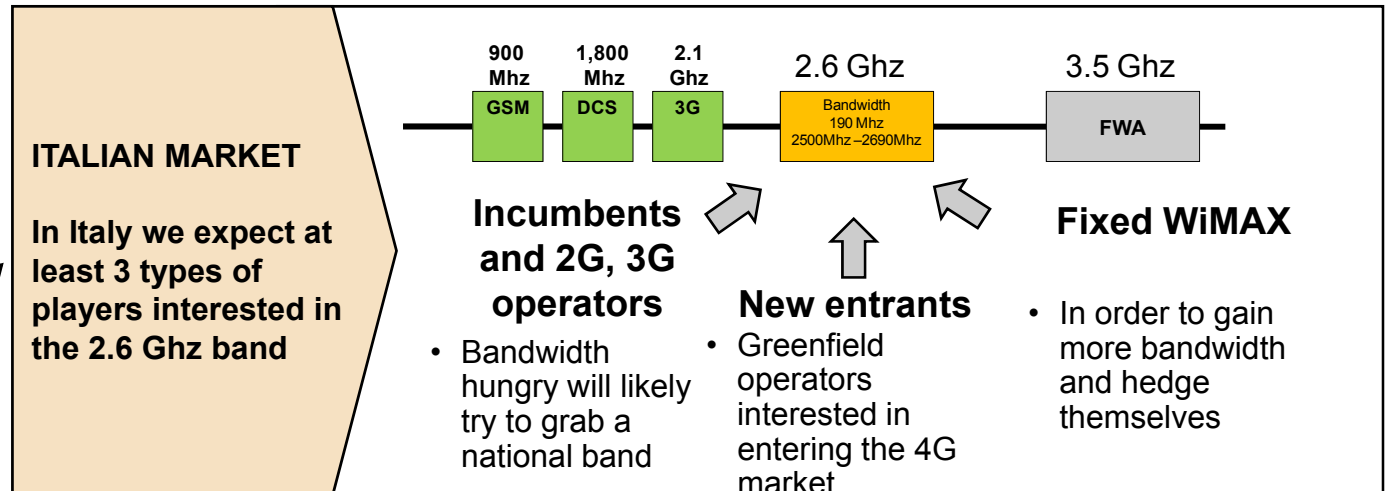 ITALIAN MARKET
In Italy we expect at
least 3 types of
players interested in
the 2.6 Ghz band
900
Mhz
1,800
Mhz
2.1
Ghz
2.6 Ghz
3.5 Ghz
GSM
DCS
3G
Bandwidth
190 Mhz
2500Mhz –2690Mhz
FWA
Incumbents
and 2G, 3G
operators
• Bandwidth
hungry will likely
try to grab a
national band
New entrants
• Greenfield
operators
interested in
entering the 4G
market
Fixed WiMAX
• In order to gain
more bandwidth
and hedge
themselves